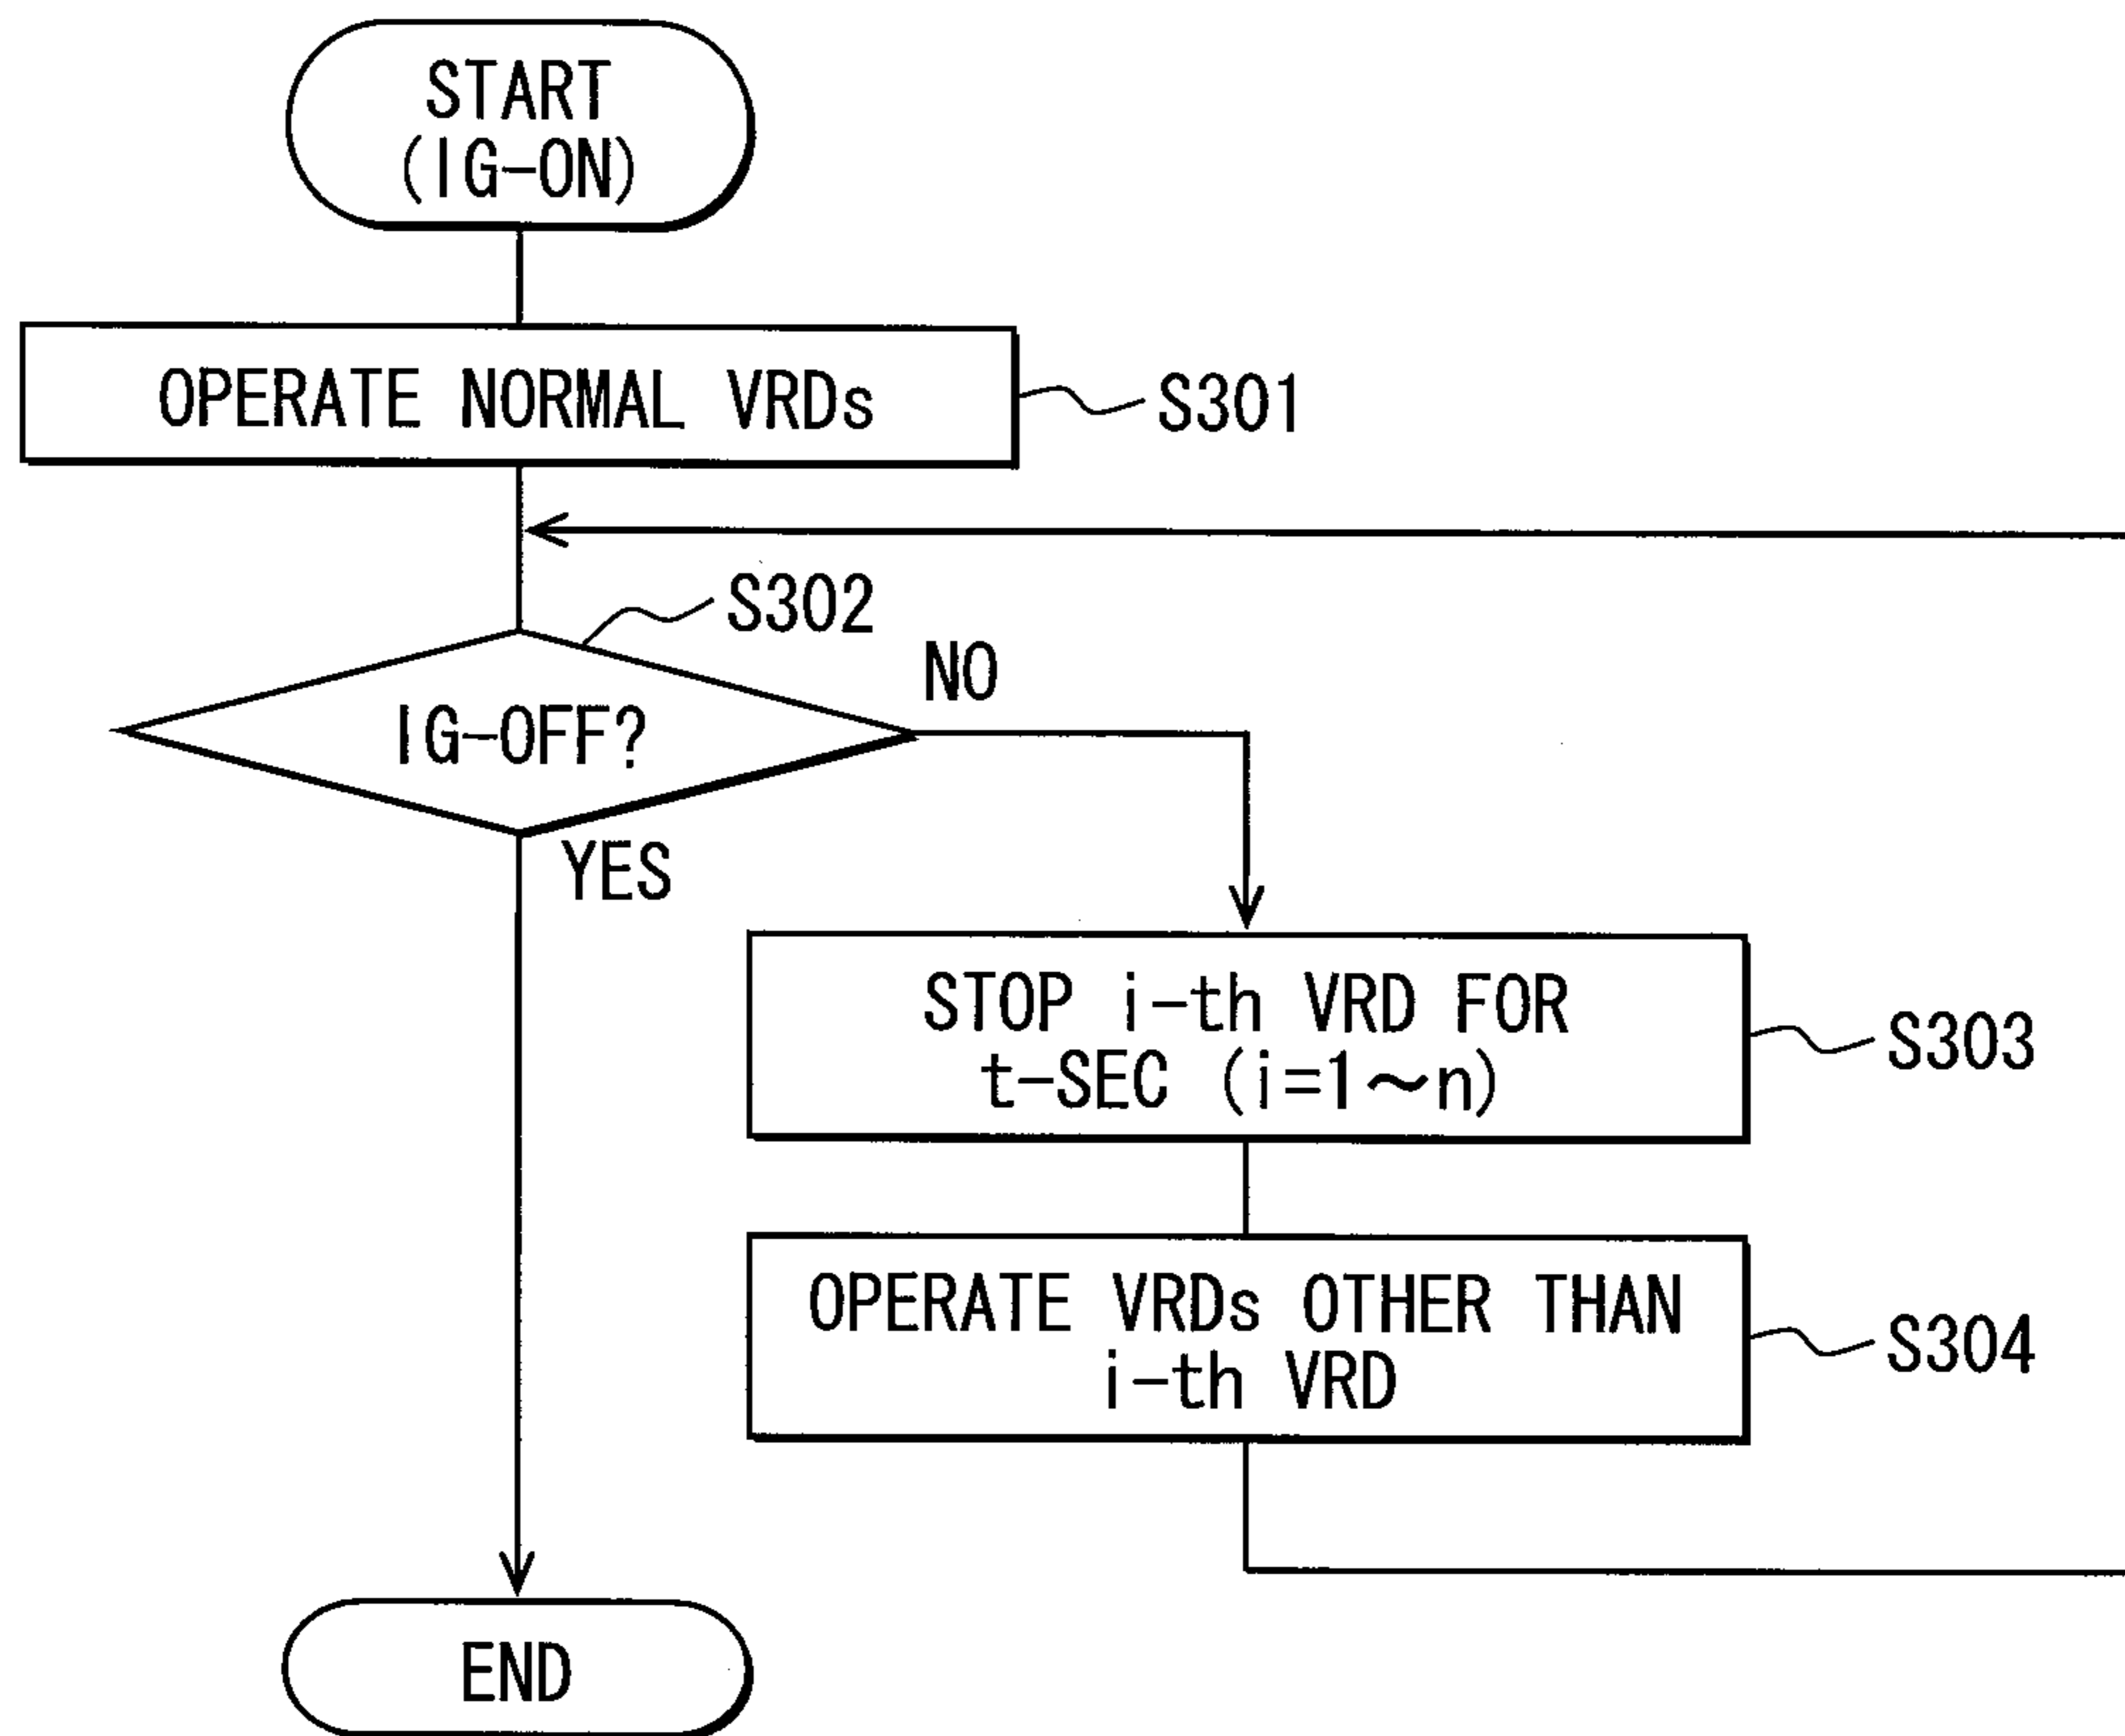 START
(IG-ON)
OPERATE NORMAL VRDs
S301
S302
NO
IG-OFF?
YES
STOP i-th VRD FOR
t-SEC (i=1～n)
S303
OPERATE VRDs OTHER THAN
i-th VRD
S304
END